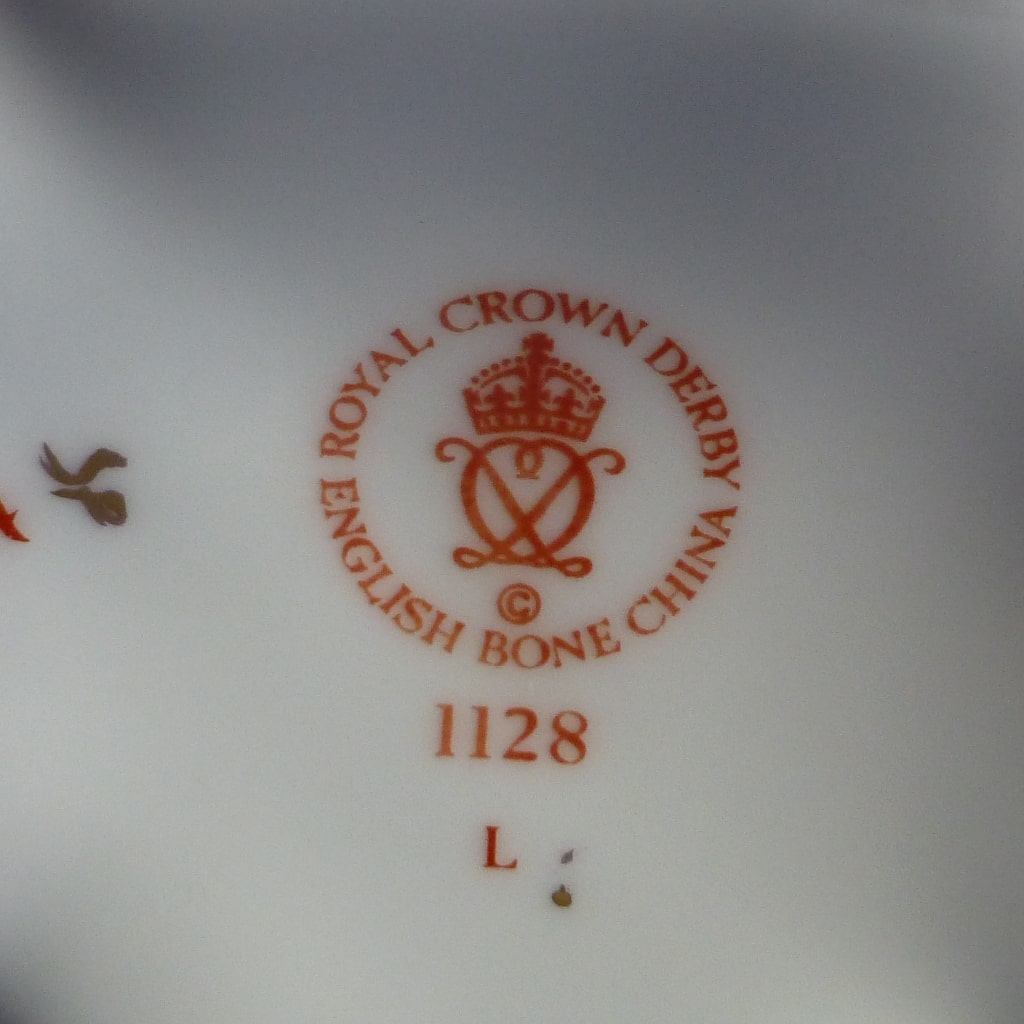 ROYAL CROWN DERBY
ENGLISH BONE CHINA
©
1128
L